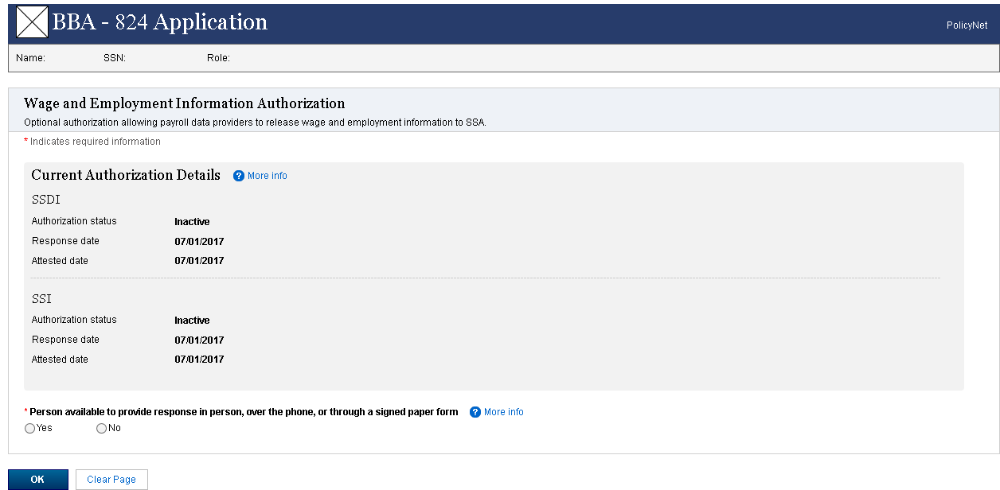 BBA - 824 Application
PolicyNet
Name: SSN: Role:
Wage and Employment Information Authorization
Optional authorization allowing payroll data providers to release wage and employment information to SSA.
* Indicates required information
Current Authorization Details ? More info
SSDI
Authorization status Inactive
Response date 07/01/2017
Attested date 07/01/2017
SSI
Authorization status Inactive
Response date 07/01/2017
Attested date 07/01/2017
* Person available to provide response in person, over the phone, or through a signed paper form ? More info
Yes No
OK Clear Page